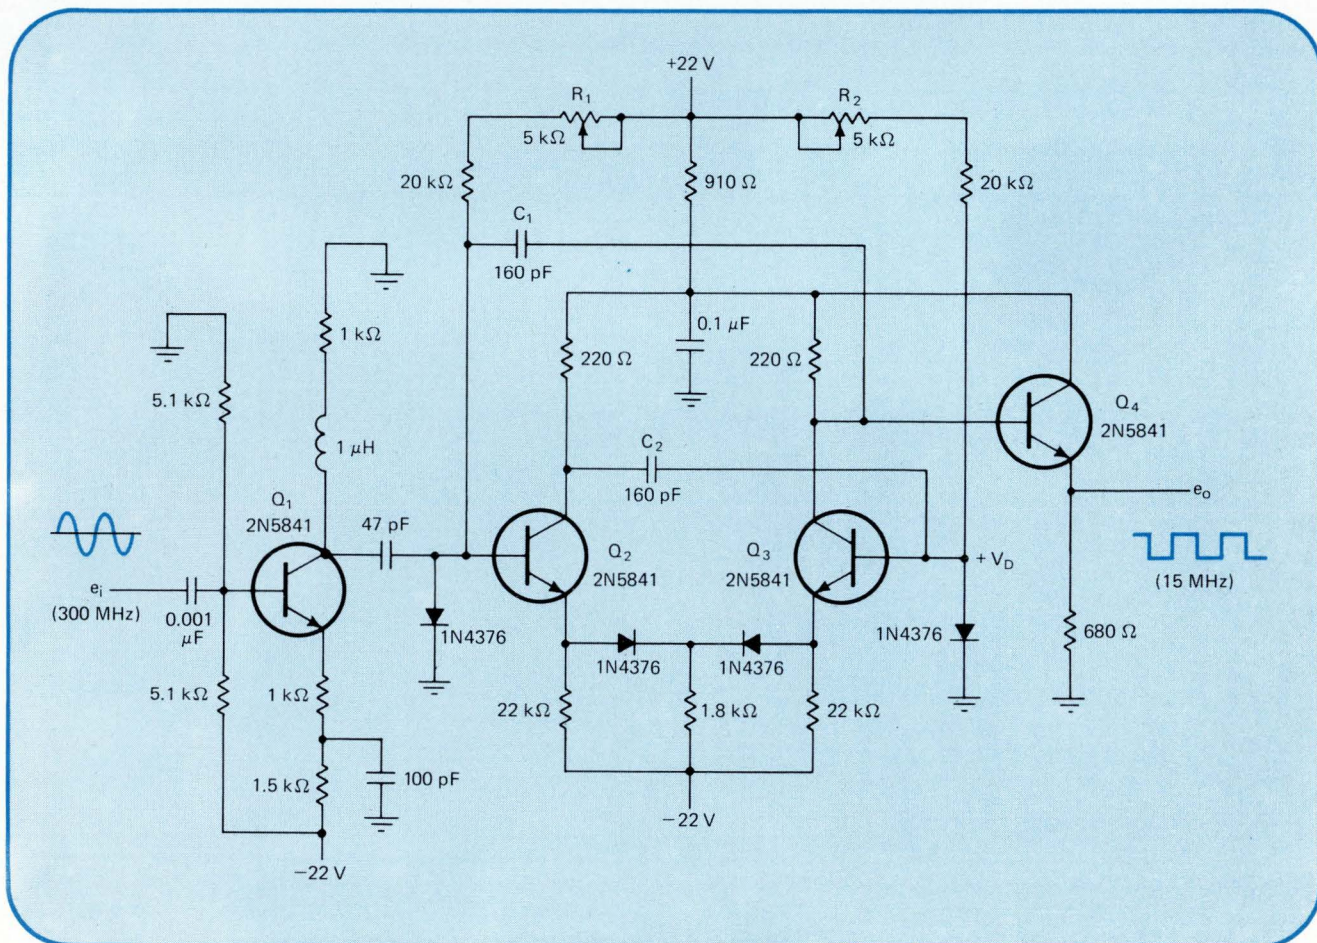 +22 V
R₁
5 kΩ
R₂
5 kΩ
20 kΩ
910 Ω
20 kΩ
C₁
160 pF
1 kΩ
0.1 μF
220 Ω
220 Ω
5.1 kΩ
Q₄
2N5841
1 μH
C₂
160 pF
Q₁
2N5841
47 pF
eₒ
Q₂
2N5841
Q₃
2N5841
+ V_D
(15 MHz)
eᵢ
(300 MHz)
0.001
μF
1N4376
1N4376
1N4376
1N4376
680 Ω
5.1 kΩ
1 kΩ
22 kΩ
1.8 kΩ
22 kΩ
1.5 kΩ
100 pF
−22 V
−22 V